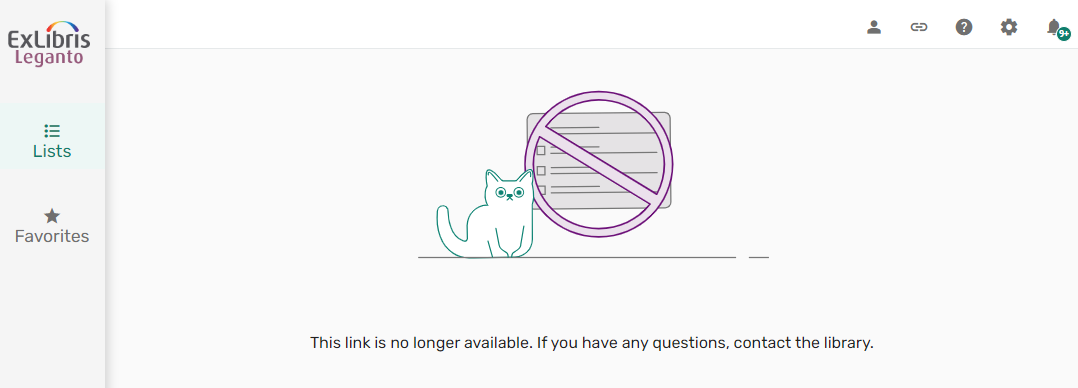 ExLibris
Leganto
9+
Lists
Favorites
This link is no longer available. If you have any questions, contact the library.